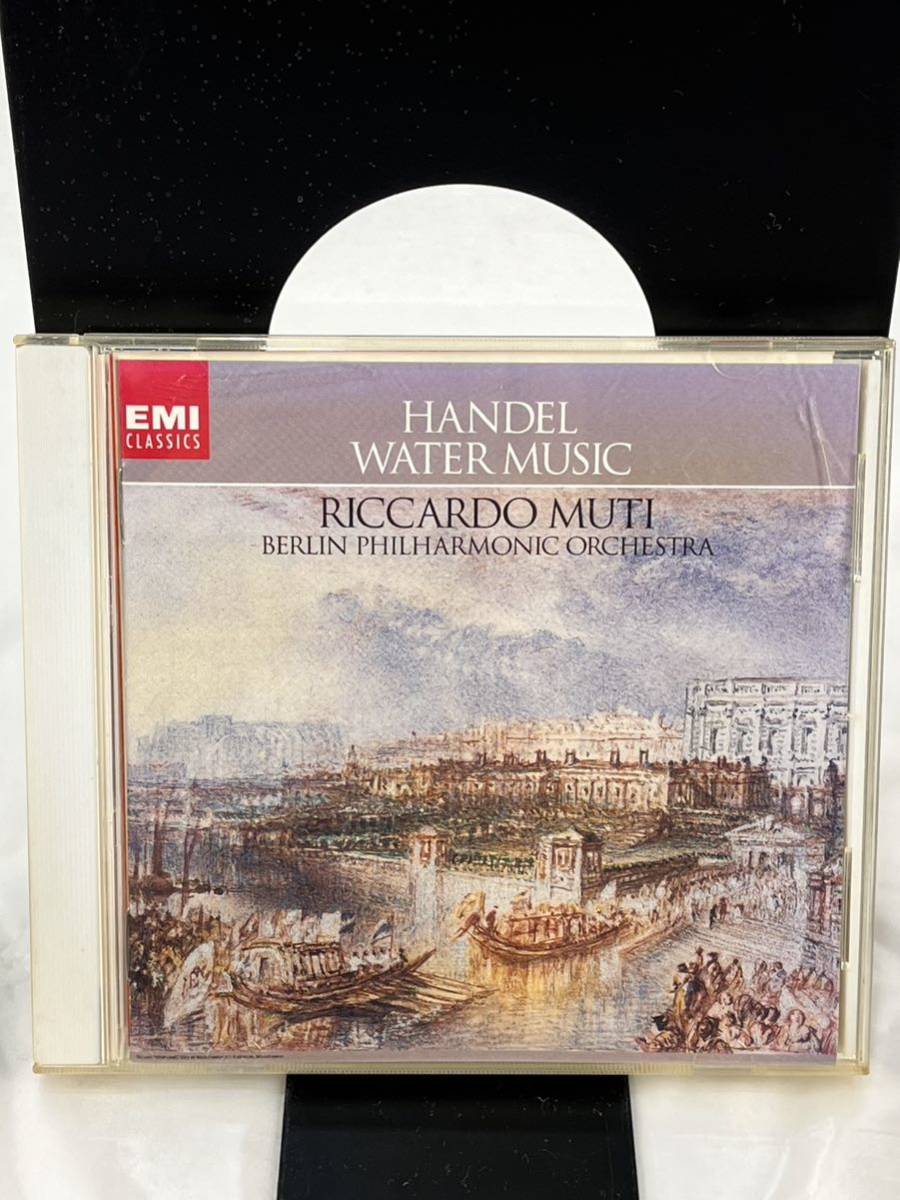 EMI
CLASSICS
HANDEL
WATER MUSIC
RICCARDO MUTI
BERLIN PHILHARMONIC ORCHESTRA